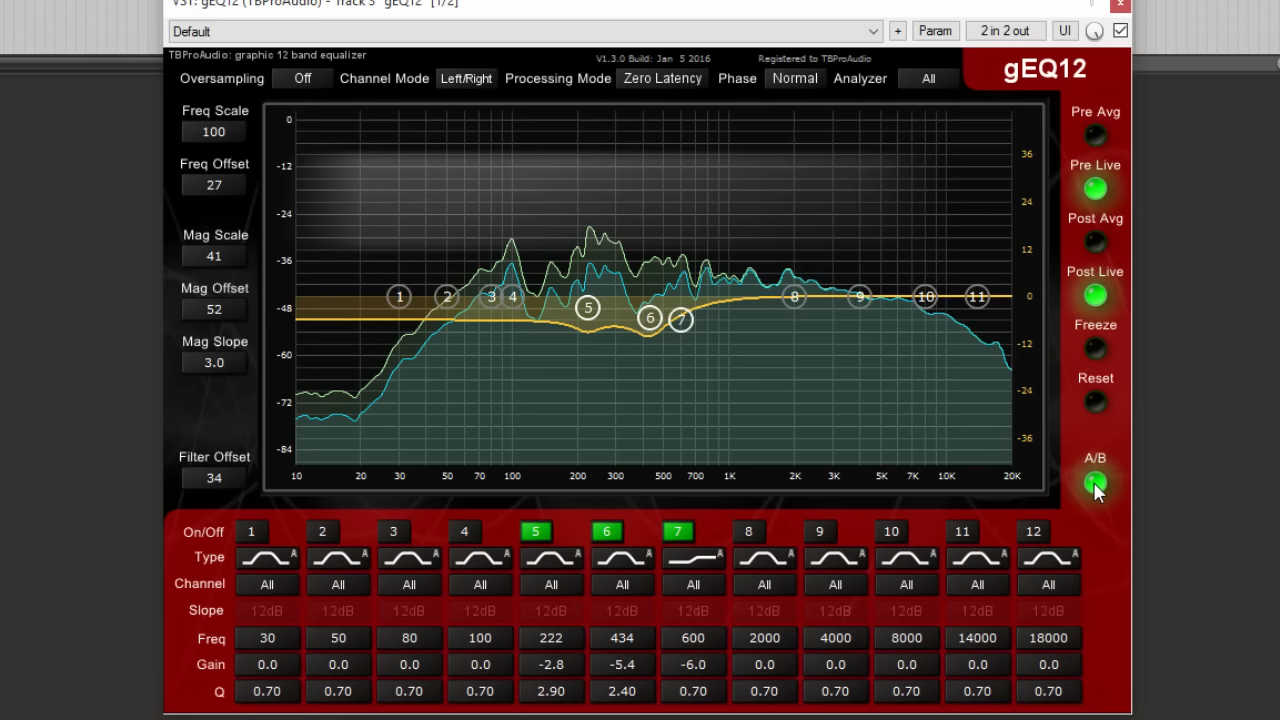 VST: gEQ12 (TBProAudio) - Track 3 "gEQ12" [1/2]
Default + Param 2 in 2 out UI
TBProAudio: graphic 12 band equalizer V1.3.0 Build: Jan 5 2016 Registered to TBProAudio
gEQ12
Oversampling Off Channel Mode Left/Right Processing Mode Zero Latency Phase Normal Analyzer All
Freq Scale
100
Freq Offset
27
Mag Scale
41
Mag Offset
52
Mag Slope
3.0
Filter Offset
34
0
-12
-24
-36
-48
-60
-72
-84
1 2 3 4 5 6 7 8 9 10 11
36
24
12
0
-12
-24
-36
10 20 30 50 70 100 200 300 500 700 1K 2K 3K 5K 7K 10K 20K
Pre Avg
Pre Live
Post Avg
Post Live
Freeze
Reset
A/B
On/Off 1 2 3 4 5 6 7 8 9 10 11 12
Type A A A A A A A A A A A A
Channel All All All All All All All All All All All All
Slope 12dB 12dB 12dB 12dB 12dB 12dB 12dB 12dB 12dB 12dB 12dB 12dB
Freq 30 50 80 100 222 434 600 2000 4000 8000 14000 18000
Gain 0.0 0.0 0.0 0.0 -2.8 -5.4 -6.0 0.0 0.0 0.0 0.0 0.0
Q 0.70 0.70 0.70 0.70 2.90 2.40 0.70 0.70 0.70 0.70 0.70 0.70